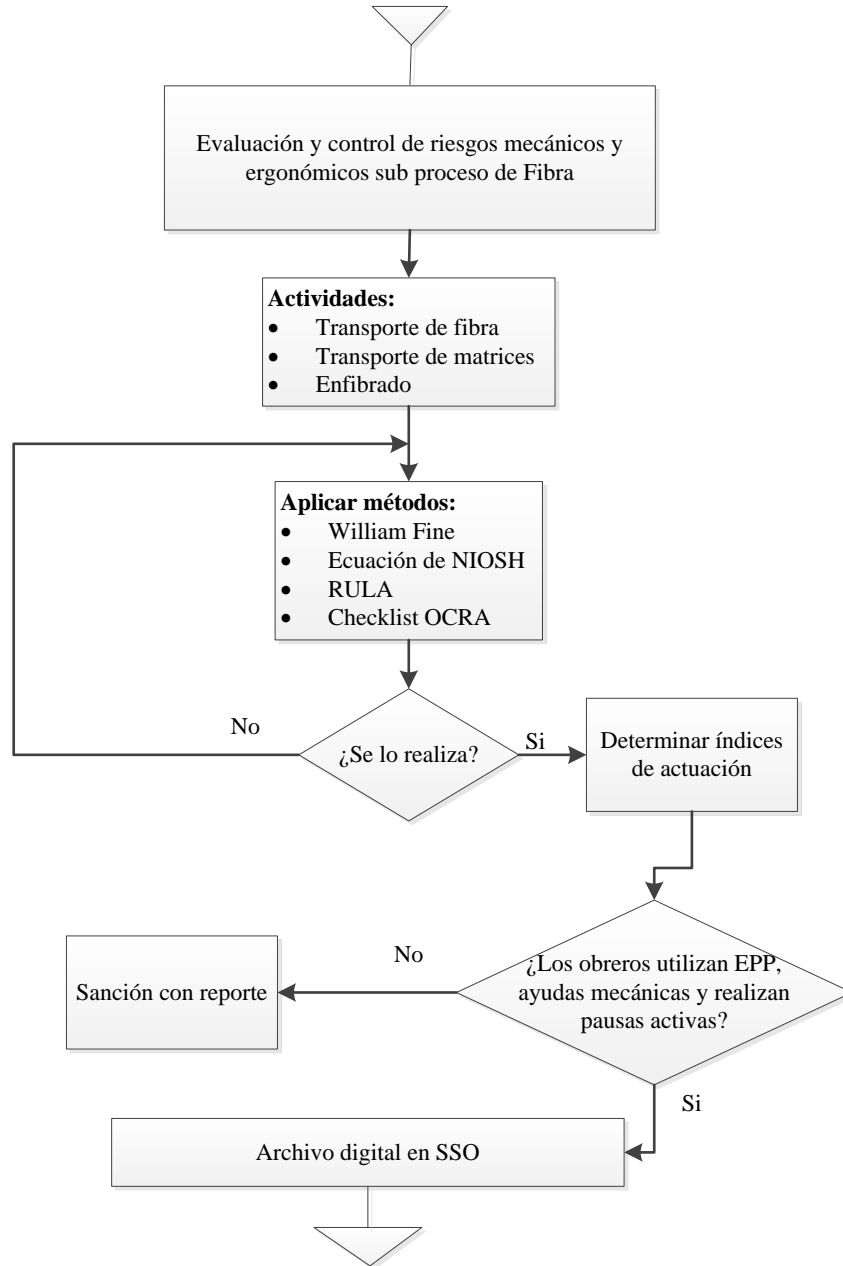 Evaluación y control de riesgos mecánicos y
ergonómicos sub proceso de Fibra
Actividades:
• Transporte de fibra
• Transporte de matrices
• Enfibrado
Aplicar métodos:
• William Fine
• Ecuación de NIOSH
• RULA
• Checklist OCRA
No
¿Se lo realiza?
Si
Determinar índices
de actuación
No
¿Los obreros utilizan EPP,
ayudas mecánicas y realizan
pausas activas?
Sanción con reporte
Si
Archivo digital en SSO